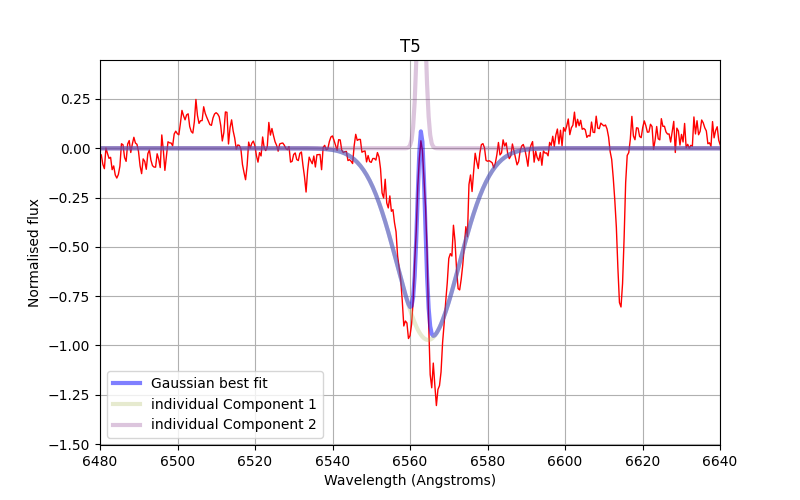 T5
Normalised flux
0.25
0.00
−0.25
−0.50
−0.75
−1.00
−1.25
−1.50
Gaussian best fit
individual Component 1
individual Component 2
6480 6500 6520 6540 6560 6580 6600 6620 6640
Wavelength (Angstroms)